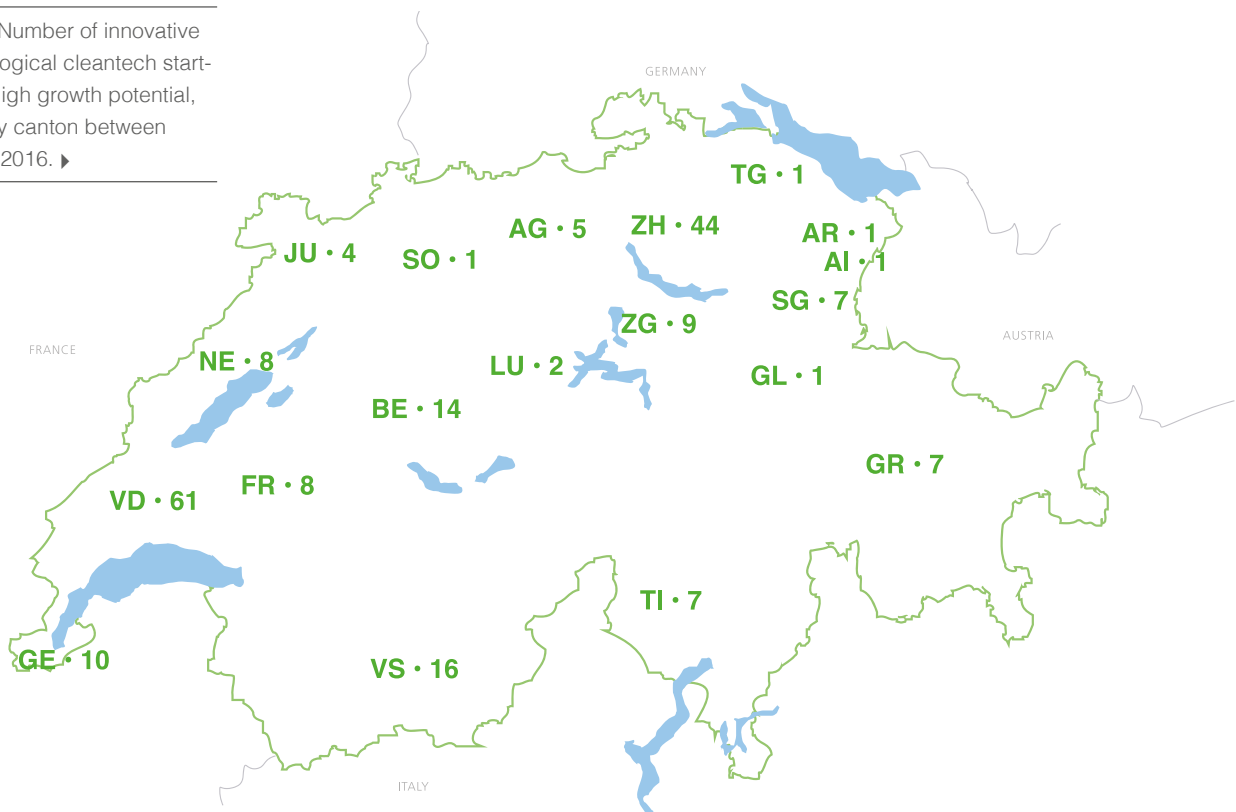 Number of innovative
ogical cleantech start-
igh growth potential,
y canton between
2016.
GERMANY
TG • 1
AG • 5
ZH • 44
AR • 1
JU • 4
SO • 1
AI • 1
SG • 7
ZG • 9
FRANCE
AUSTRIA
NE • 8
LU • 2
GL • 1
BE • 14
GR • 7
FR • 8
VD • 61
TI • 7
GE • 10
VS • 16
ITALY